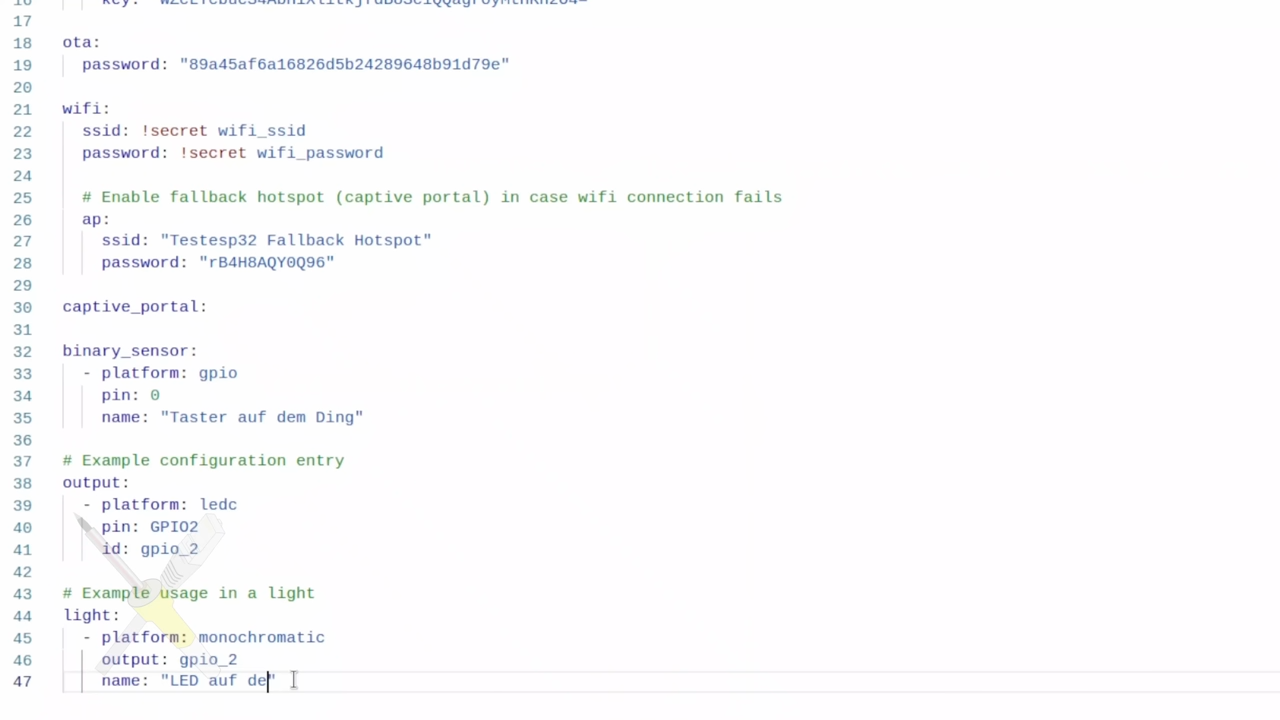 17
18 ota:
19 password: "89a45af6a16826d5b24289648b91d79e"
20
21 wifi:
22 ssid: !secret wifi_ssid
23 password: !secret wifi_password
24
25 # Enable fallback hotspot (captive portal) in case wifi connection fails
26 ap:
27 ssid: "Testesp32 Fallback Hotspot"
28 password: "rB4H8AQY0Q96"
29
30 captive_portal:
31
32 binary_sensor:
33 - platform: gpio
34 pin: 0
35 name: "Taster auf dem Ding"
36
37 # Example configuration entry
38 output:
39 - platform: ledc
40 pin: GPIO2
41 id: gpio_2
42
43 # Example usage in a light
44 light:
45 - platform: monochromatic
46 output: gpio_2
47 name: "LED auf de"